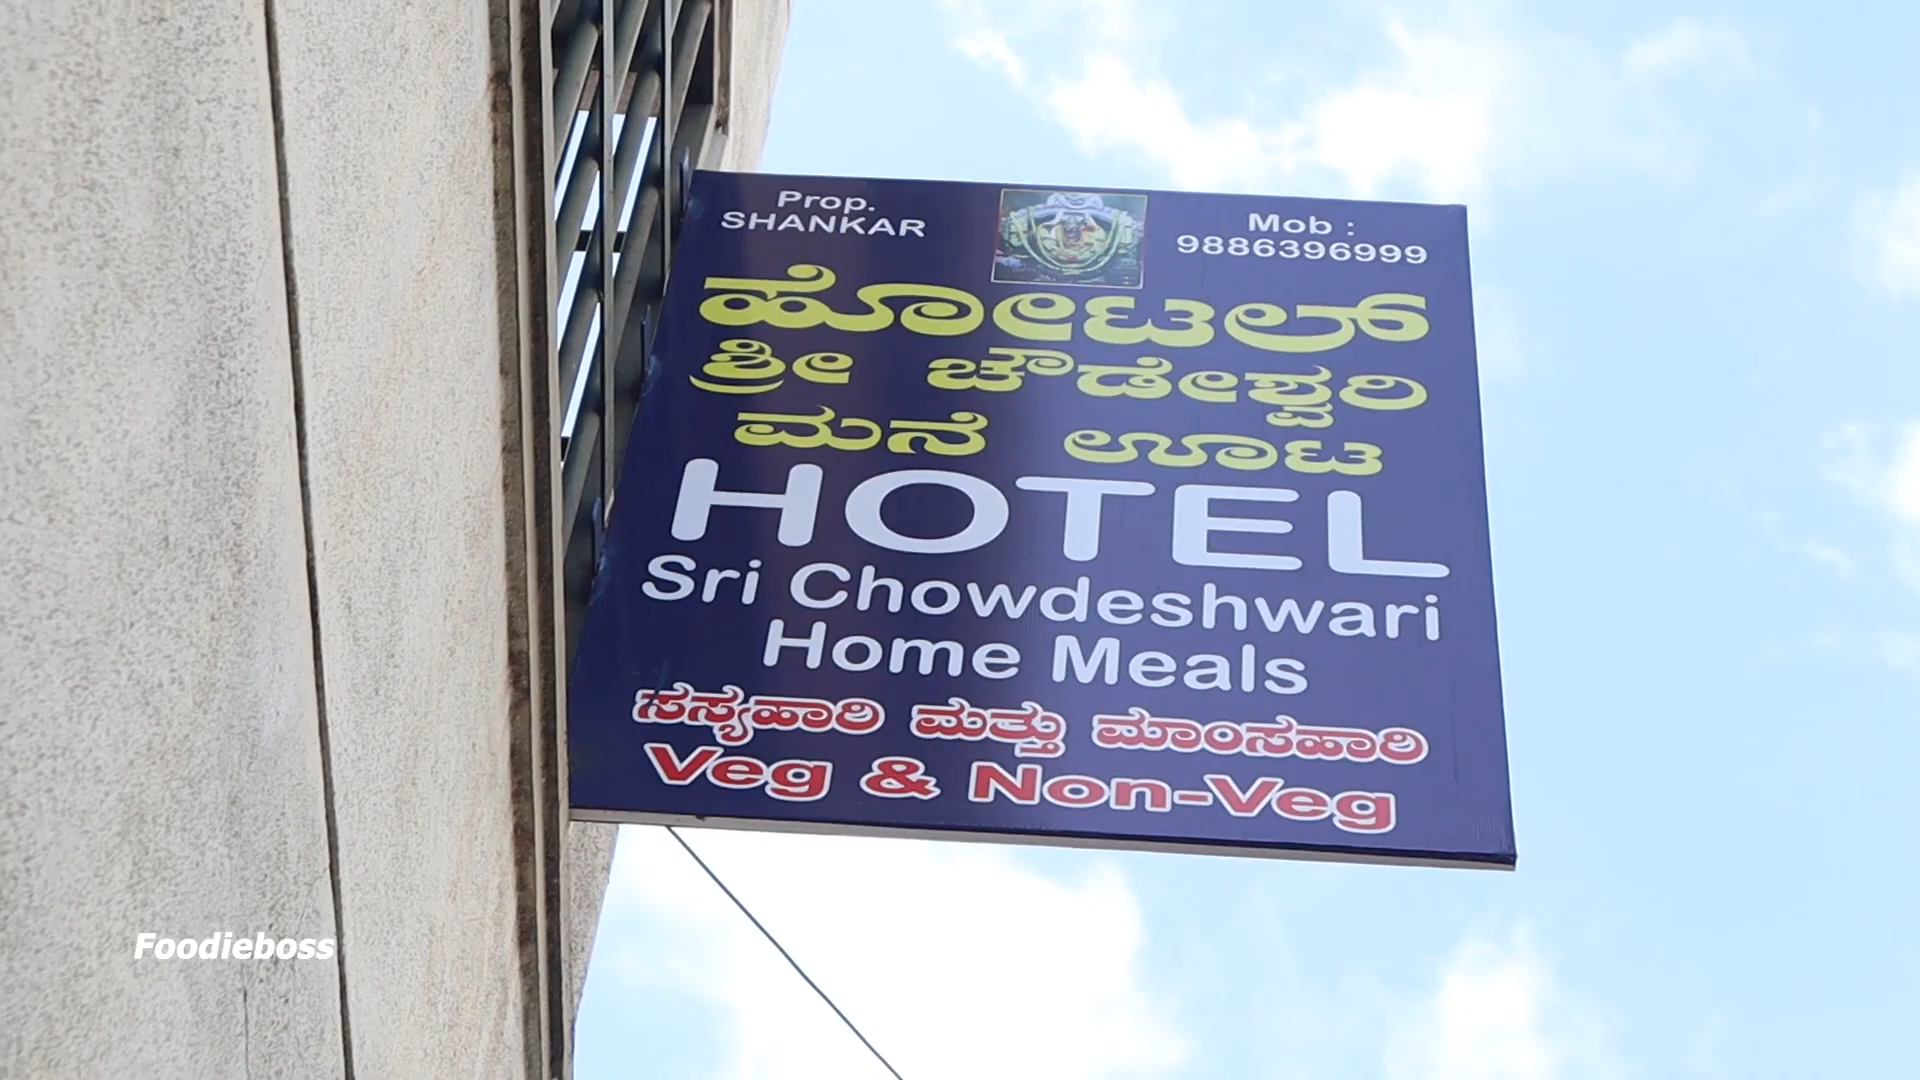 Prop.
SHANKAR
Mob :
9886396999
ಹೋಟಲ್
ಶ್ರೀ ಚೌಡೇಶ್ವರಿ
ಮನೆ ಊಟ
HOTEL
Sri Chowdeshwari
Home Meals
ಸಸ್ಯಹಾರಿ ಮತ್ತು ಮಾಂಸಹಾರಿ
Veg & Non-Veg
Foodieboss